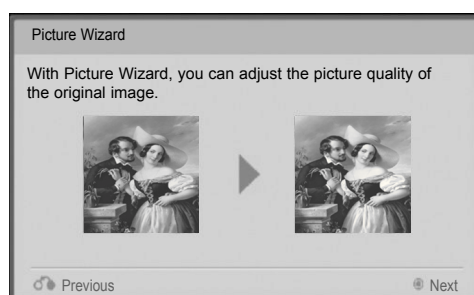 Picture Wizard
With Picture Wizard, you can adjust the picture quality of
the original image.
Previous
Next